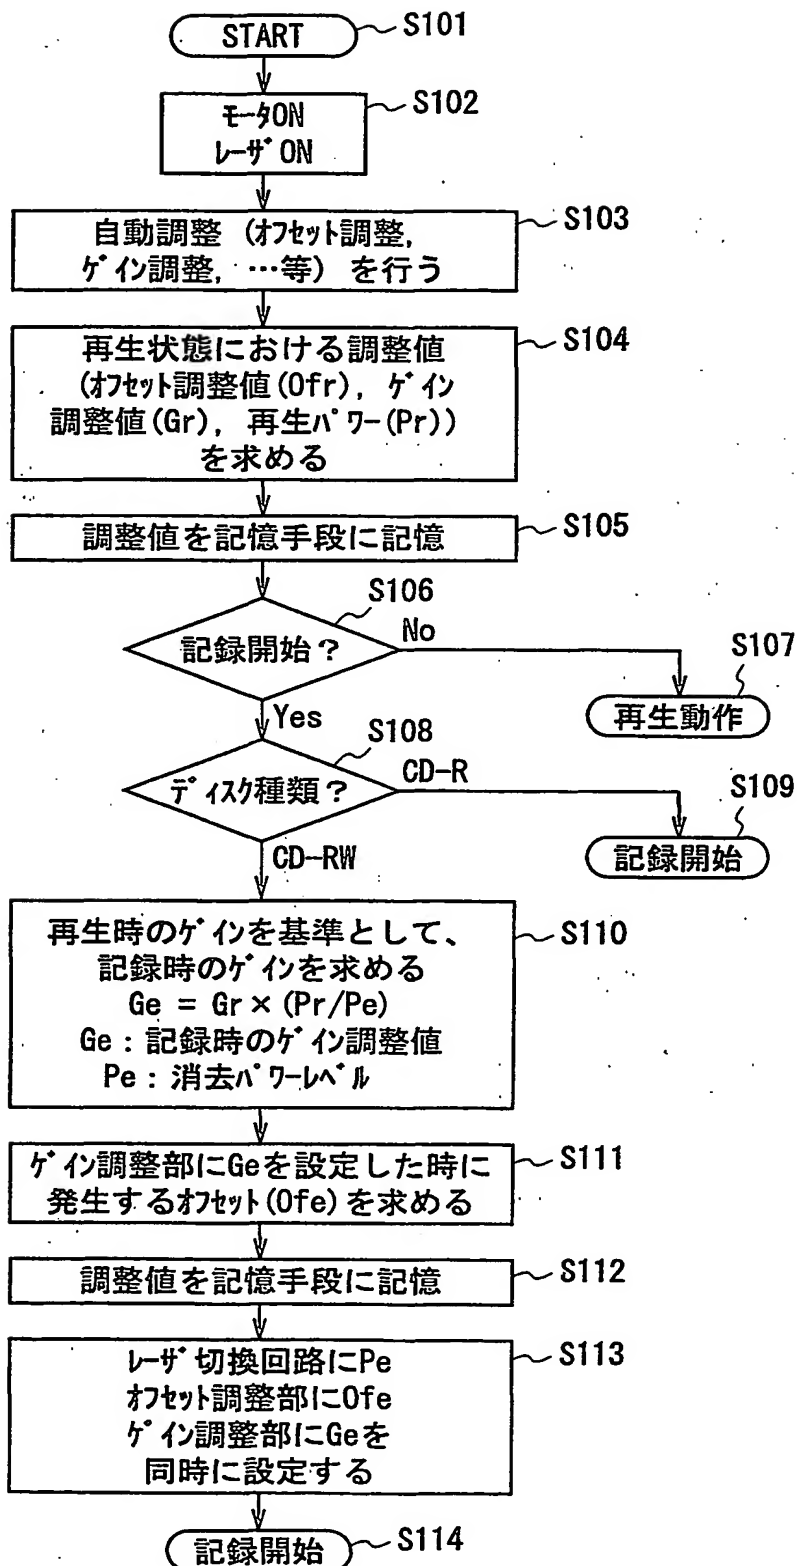 START
S101
モータON
レーザON
S102
自動調整 (オフセット調整,
ゲイン調整, …等) を行う
S103
再生状態における調整値
(オフセット調整値(Ofr), ゲイン
調整値(Gr), 再生パワー(Pr))
を求める
S104
調整値を記憶手段に記憶
S105
記録開始？
S106
No
再生動作
S107
Yes
ディスク種類？
S108
CD-R
記録開始
S109
CD-RW
再生時のゲインを基準として、
記録時のゲインを求める
Ge = Gr × (Pr/Pe)
Ge : 記録時のゲイン調整値
Pe : 消去パワーレベル
S110
ゲイン調整部にGeを設定した時に
発生するオフセット(Ofe)を求める
S111
調整値を記憶手段に記憶
S112
レーザ切換回路にPe
オフセット調整部にOfe
ゲイン調整部にGeを
同時に設定する
S113
記録開始
S114